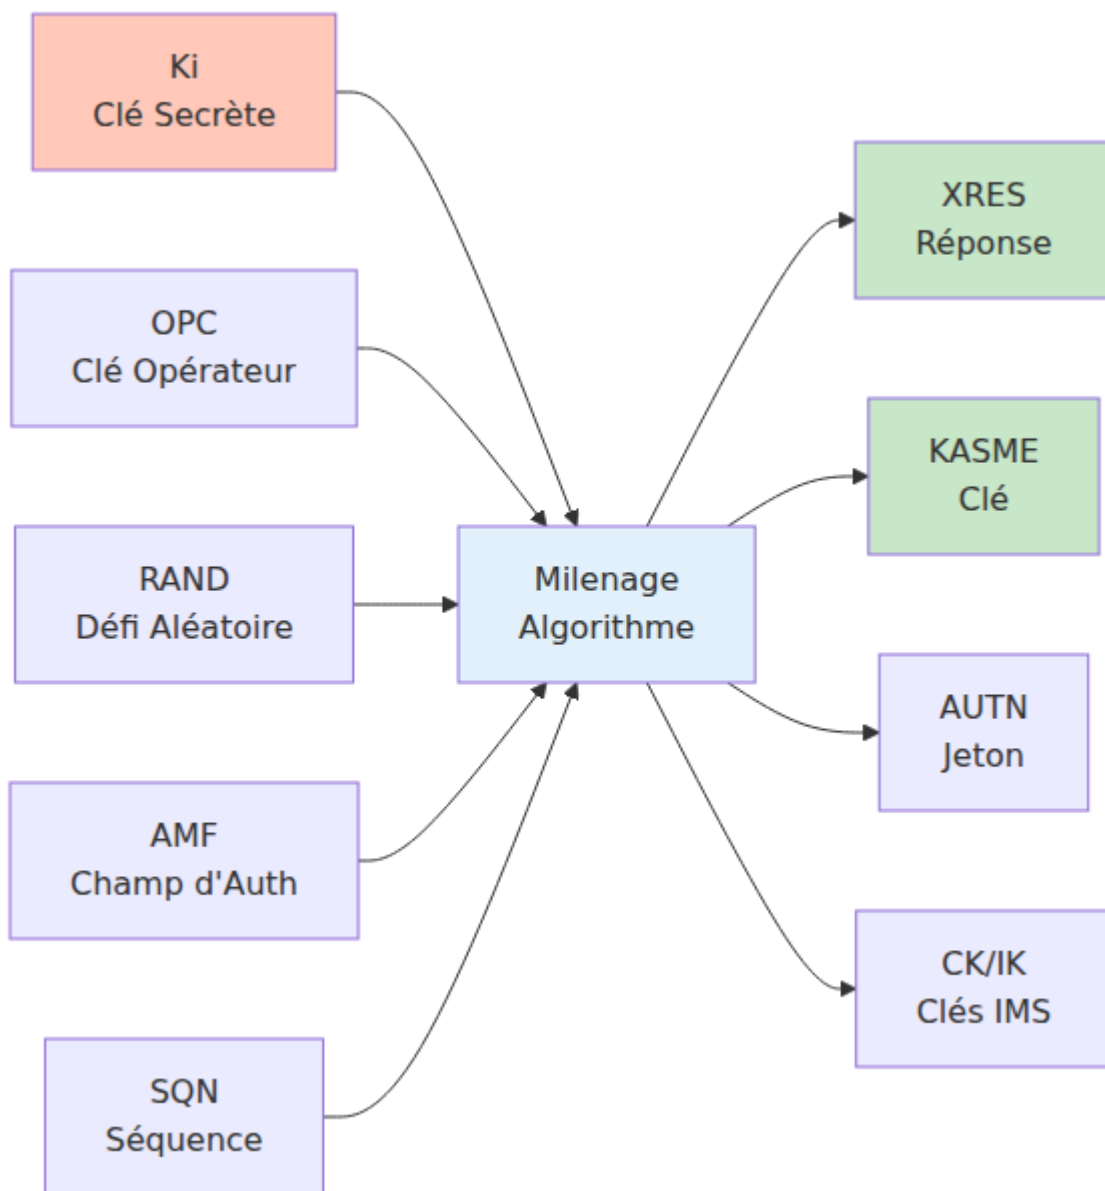 Ki
Clé Secrète
OPC
Clé Opérateur
RAND
Défi Aléatoire
AMF
Champ d'Auth
SQN
Séquence
Milenage
Algorithme
XRES
Réponse
KASME
Clé
AUTN
Jeton
CK/IK
Clés IMS